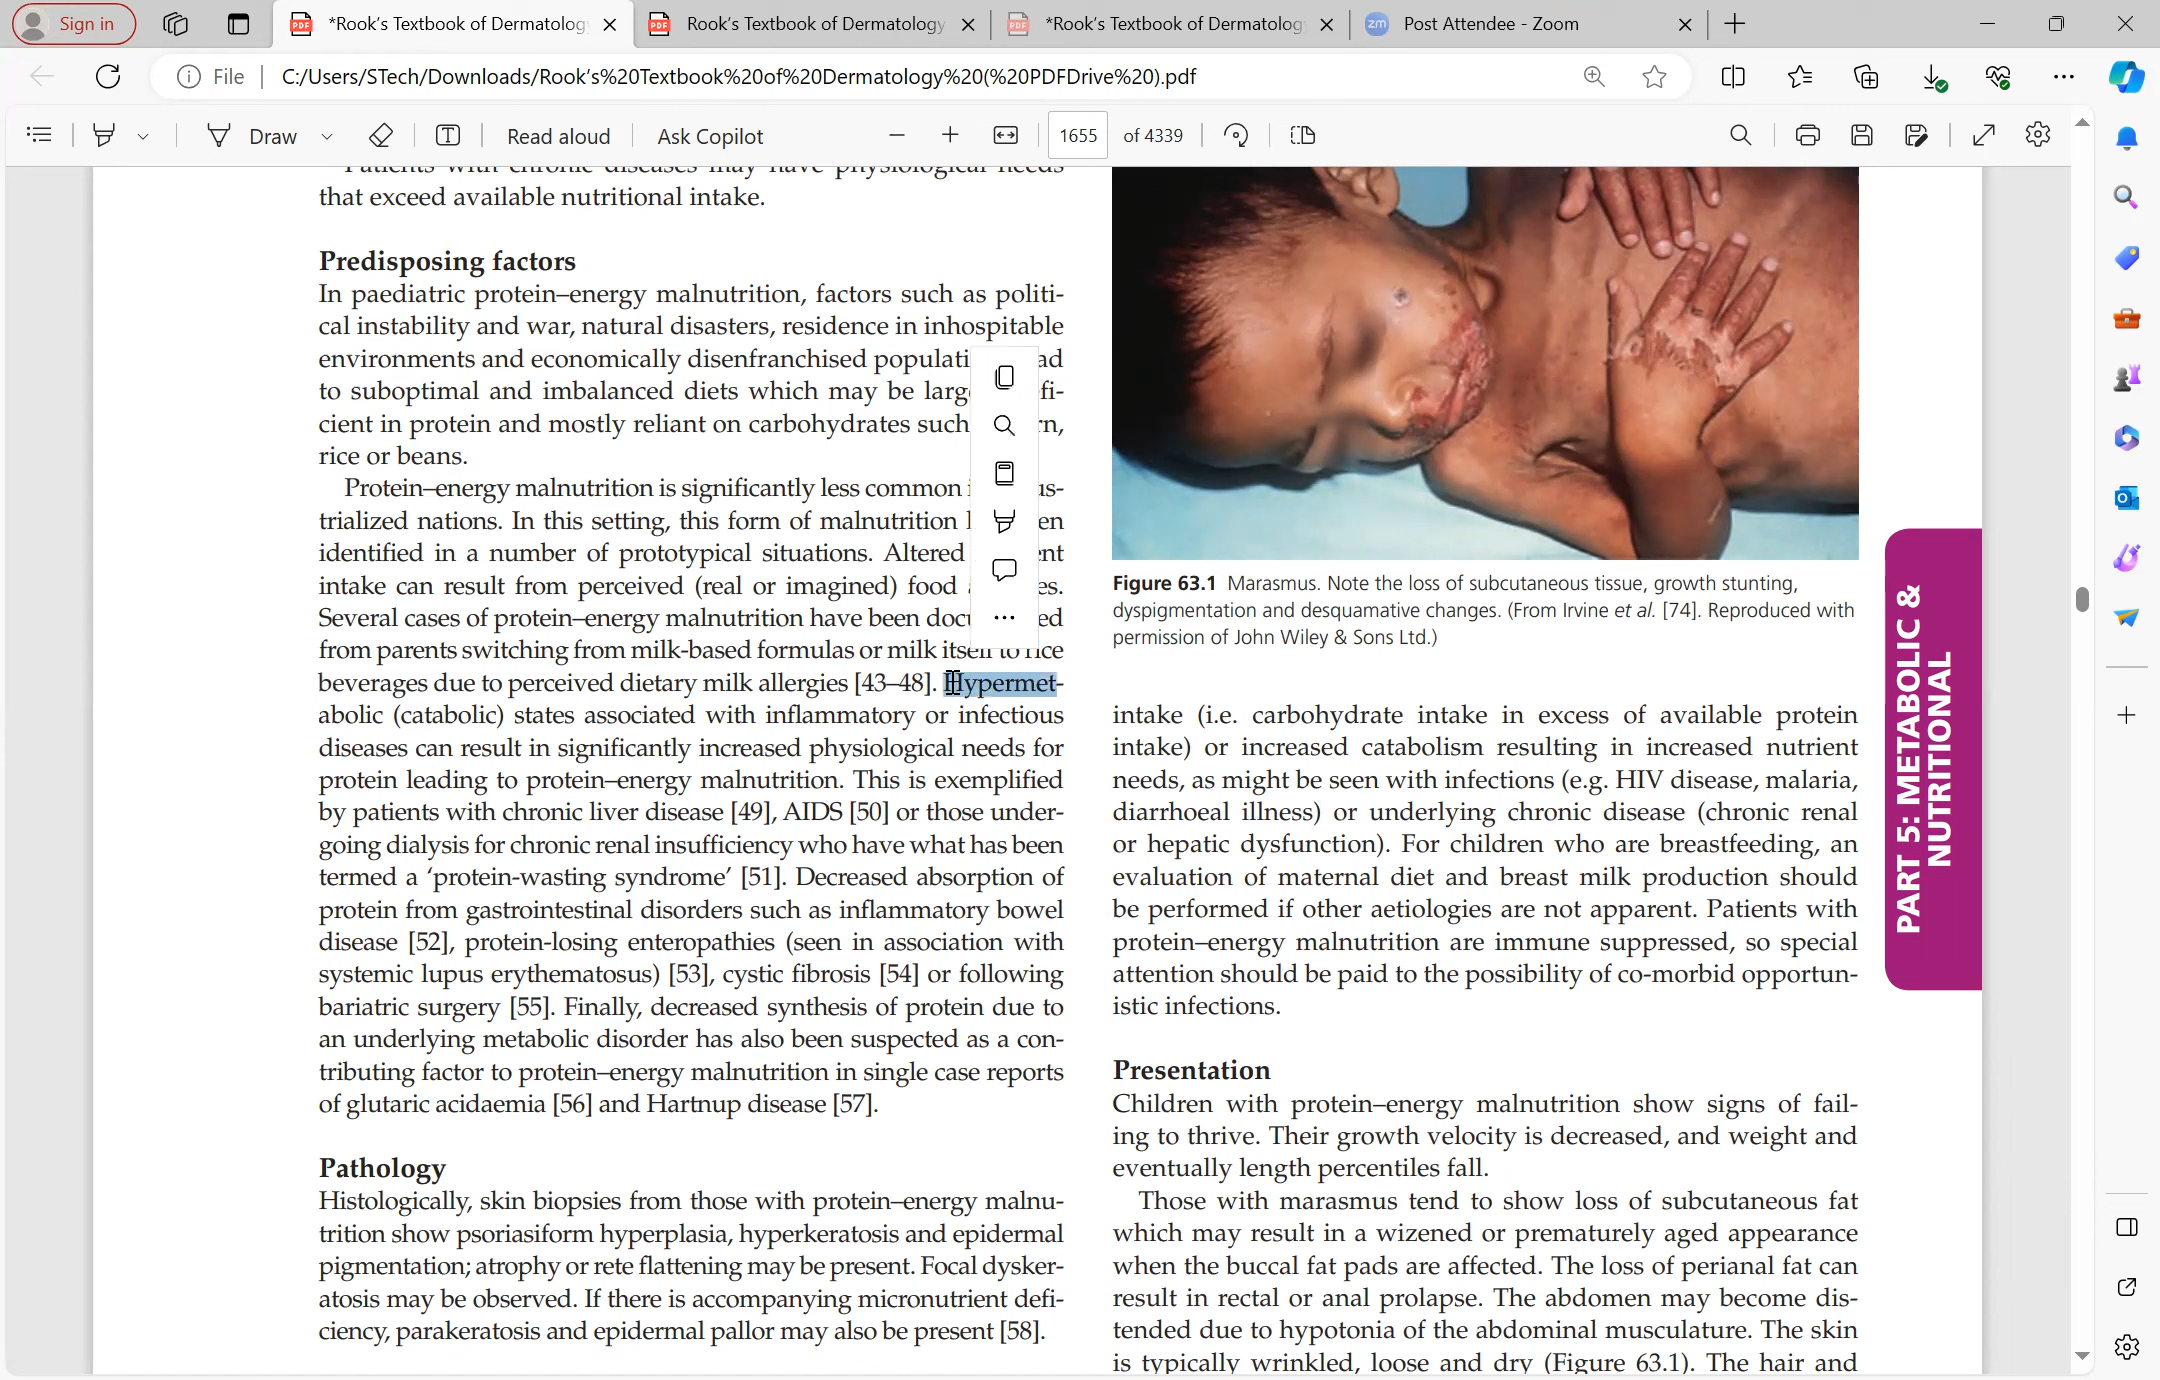 Sign in
*Rook's Textbook of Dermatolog
Rook's Textbook of Dermatology
*Rook's Textbook of Dermatolog
zm
Post Attendee - Zoom
File
C:/Users/STech/Downloads/Rook's%20Textbook%20of%20Dermatology%20(%20PDFDrive%20).pdf
Draw
Read aloud
Ask Copilot
1655
of 4339
Patients with chronic diseases may have physiological needs
that exceed available nutritional intake.
Predisposing factors
In paediatric protein–energy malnutrition, factors such as politi-
cal instability and war, natural disasters, residence in inhospitable
environments and economically disenfranchised populati ad
to suboptimal and imbalanced diets which may be larg fi-
cient in protein and mostly reliant on carbohydrates such rn,
rice or beans.
Protein–energy malnutrition is significantly less common i us-
trialized nations. In this setting, this form of malnutrition en
identified in a number of prototypical situations. Altered nt
intake can result from perceived (real or imagined) food es.
Several cases of protein–energy malnutrition have been docu ed
from parents switching from milk-based formulas or milk itself to rice
beverages due to perceived dietary milk allergies [43–48]. Hypermet-
abolic (catabolic) states associated with inflammatory or infectious
diseases can result in significantly increased physiological needs for
protein leading to protein–energy malnutrition. This is exemplified
by patients with chronic liver disease [49], AIDS [50] or those under-
going dialysis for chronic renal insufficiency who have what has been
termed a 'protein-wasting syndrome' [51]. Decreased absorption of
protein from gastrointestinal disorders such as inflammatory bowel
disease [52], protein-losing enteropathies (seen in association with
systemic lupus erythematosus) [53], cystic fibrosis [54] or following
bariatric surgery [55]. Finally, decreased synthesis of protein due to
an underlying metabolic disorder has also been suspected as a con-
tributing factor to protein–energy malnutrition in single case reports
of glutaric acidaemia [56] and Hartnup disease [57].
Pathology
Histologically, skin biopsies from those with protein–energy malnu-
trition show psoriasiform hyperplasia, hyperkeratosis and epidermal
pigmentation; atrophy or rete flattening may be present. Focal dysker-
atosis may be observed. If there is accompanying micronutrient defi-
ciency, parakeratosis and epidermal pallor may also be present [58].
Figure 63.1 Marasmus. Note the loss of subcutaneous tissue, growth stunting,
dyspigmentation and desquamative changes. (From Irvine et al. [74]. Reproduced with
permission of John Wiley & Sons Ltd.)
intake (i.e. carbohydrate intake in excess of available protein
intake) or increased catabolism resulting in increased nutrient
needs, as might be seen with infections (e.g. HIV disease, malaria,
diarrhoeal illness) or underlying chronic disease (chronic renal
or hepatic dysfunction). For children who are breastfeeding, an
evaluation of maternal diet and breast milk production should
be performed if other aetiologies are not apparent. Patients with
protein–energy malnutrition are immune suppressed, so special
attention should be paid to the possibility of co-morbid opportun-
istic infections.
Presentation
Children with protein–energy malnutrition show signs of fail-
ing to thrive. Their growth velocity is decreased, and weight and
eventually length percentiles fall.
Those with marasmus tend to show loss of subcutaneous fat
which may result in a wizened or prematurely aged appearance
when the buccal fat pads are affected. The loss of perianal fat can
result in rectal or anal prolapse. The abdomen may become dis-
tended due to hypotonia of the abdominal musculature. The skin
is typically wrinkled, loose and dry (Figure 63.1). The hair and
PART 5: METABOLIC &
NUTRITIONAL